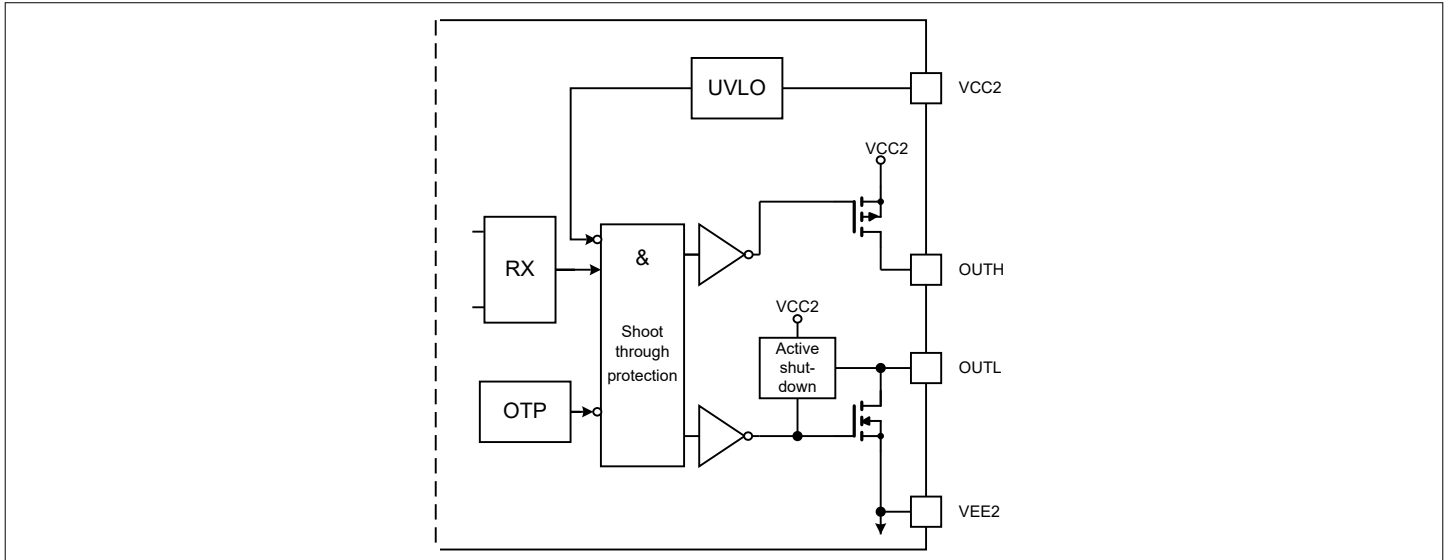 UVLO
VCC2
VCC2
RX
&
OUTH
Shoot
through
protection
VCC2
Active
shut-
down
OUTL
OTP
VEE2